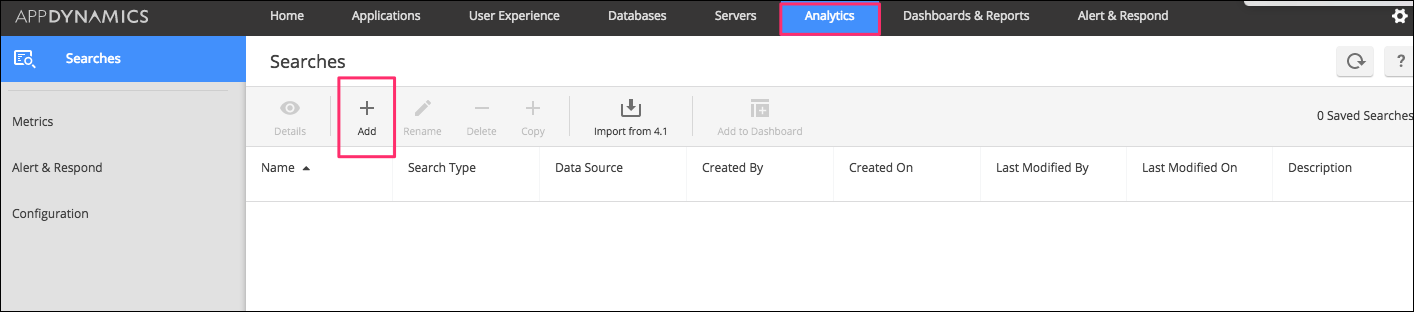 APPDYNAMICS Home Applications User Experience Databases Servers Analytics Dashboards & Reports Alert & Respond
Searches
Metrics
Alert & Respond
Configuration
Searches ?
Details Add Rename Delete Copy Import from 4.1 Add to Dashboard 0 Saved Searches
Name Search Type Data Source Created By Created On Last Modified By Last Modified On Description